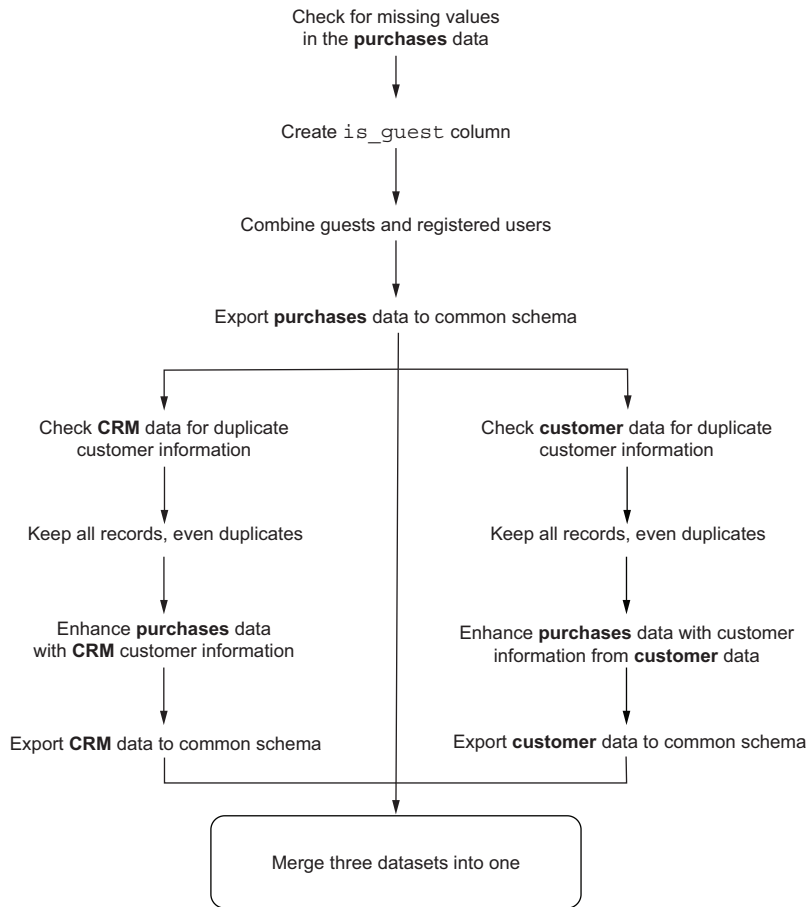 Check for missing values
in the purchases data
Create is_guest column
Combine guests and registered users
Export purchases data to common schema
Check CRM data for duplicate
customer information
Keep all records, even duplicates
Enhance purchases data
with CRM customer information
Export CRM data to common schema
Check customer data for duplicate
customer information
Keep all records, even duplicates
Enhance purchases data with customer
information from customer data
Export customer data to common schema
Merge three datasets into one